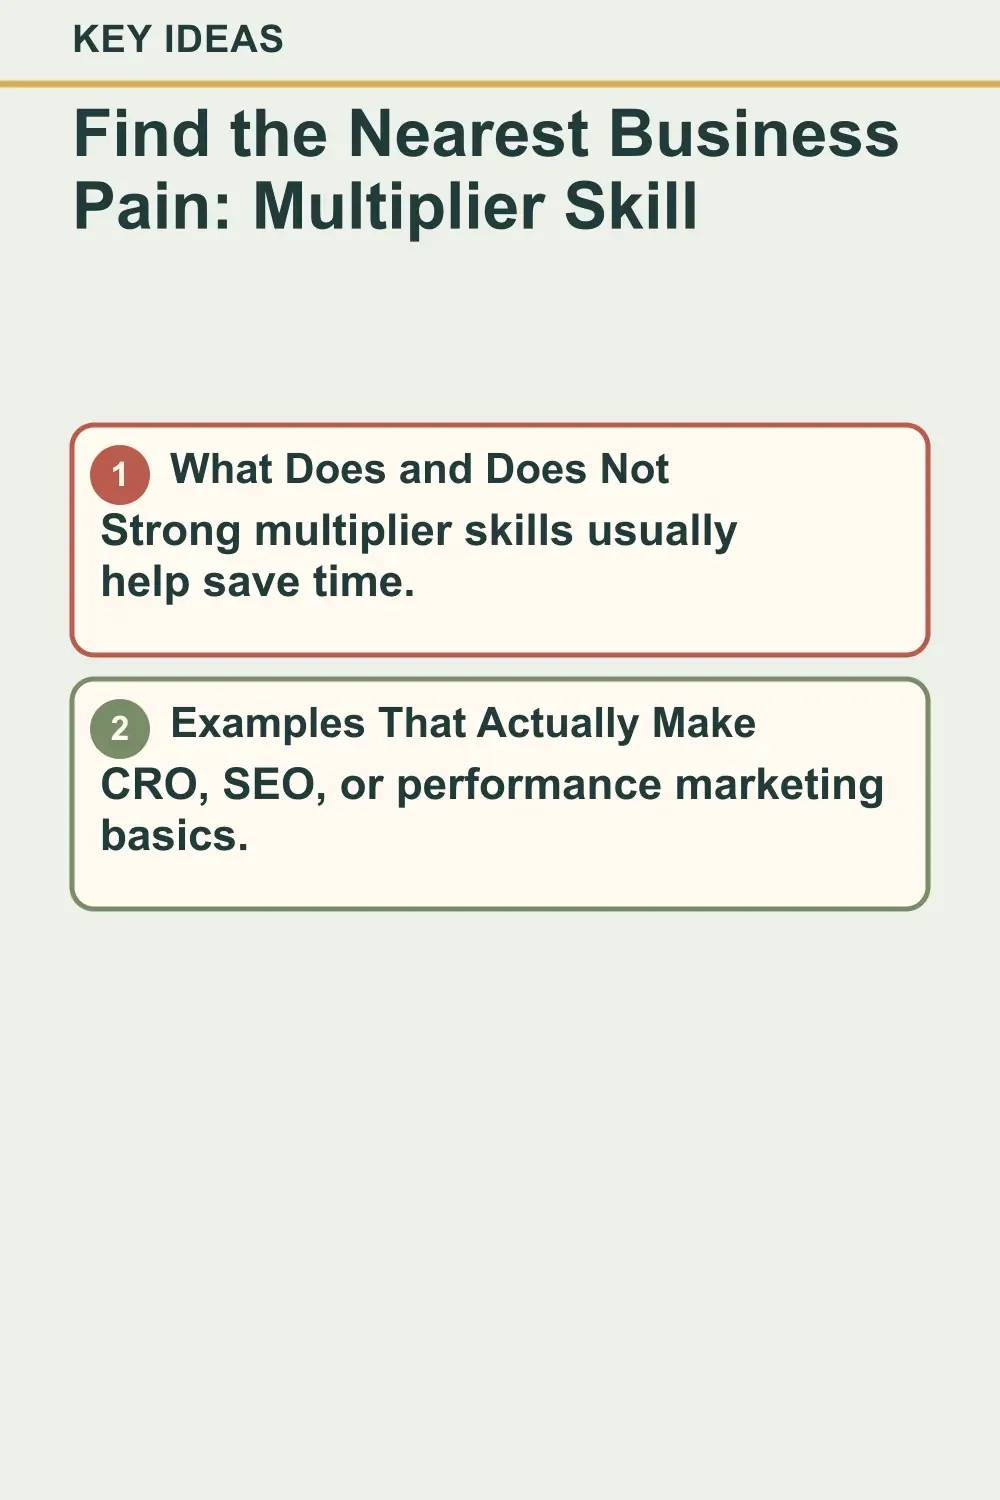 KEY IDEAS
Find the Nearest Business
Pain: Multiplier Skill
1 What Does and Does Not
Strong multiplier skills usually
help save time.
2 Examples That Actually Make
CRO, SEO, or performance marketing
basics.